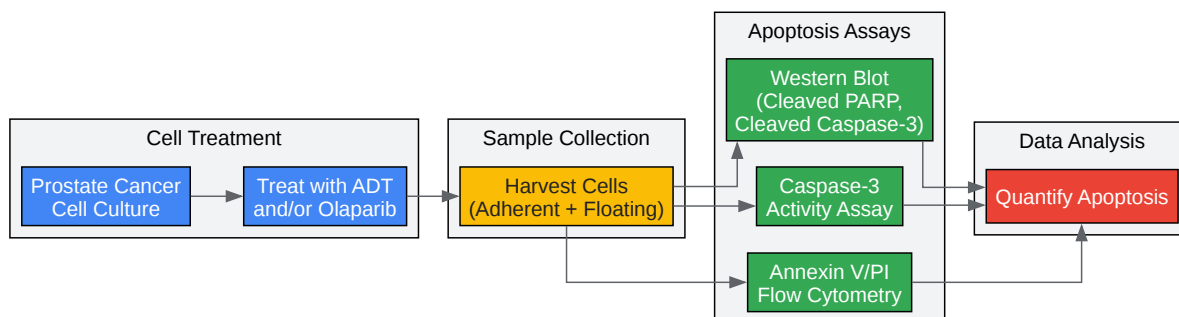 Cell Treatment
Prostate Cancer
Cell Culture
Treat with ADT
and/or Olaparib
Sample Collection
Harvest Cells
(Adherent + Floating)
Apoptosis Assays
Western Blot
(Cleaved PARP,
Cleaved Caspase-3)
Caspase-3
Activity Assay
Annexin V/PI
Flow Cytometry
Data Analysis
Quantify Apoptosis